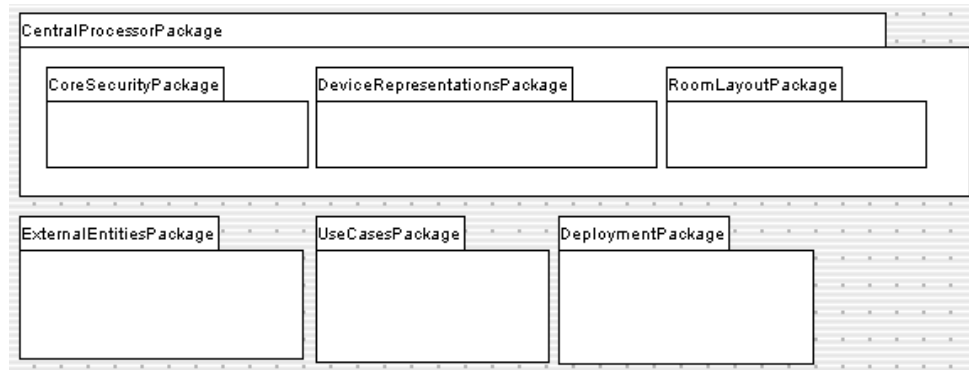 CentralProcessorPackage
CoreSecurityPackage
DeviceRepresentationsPackage
RoomLayoutPackage
ExternalEntitiesPackage
UseCasesPackage
DeploymentPackage